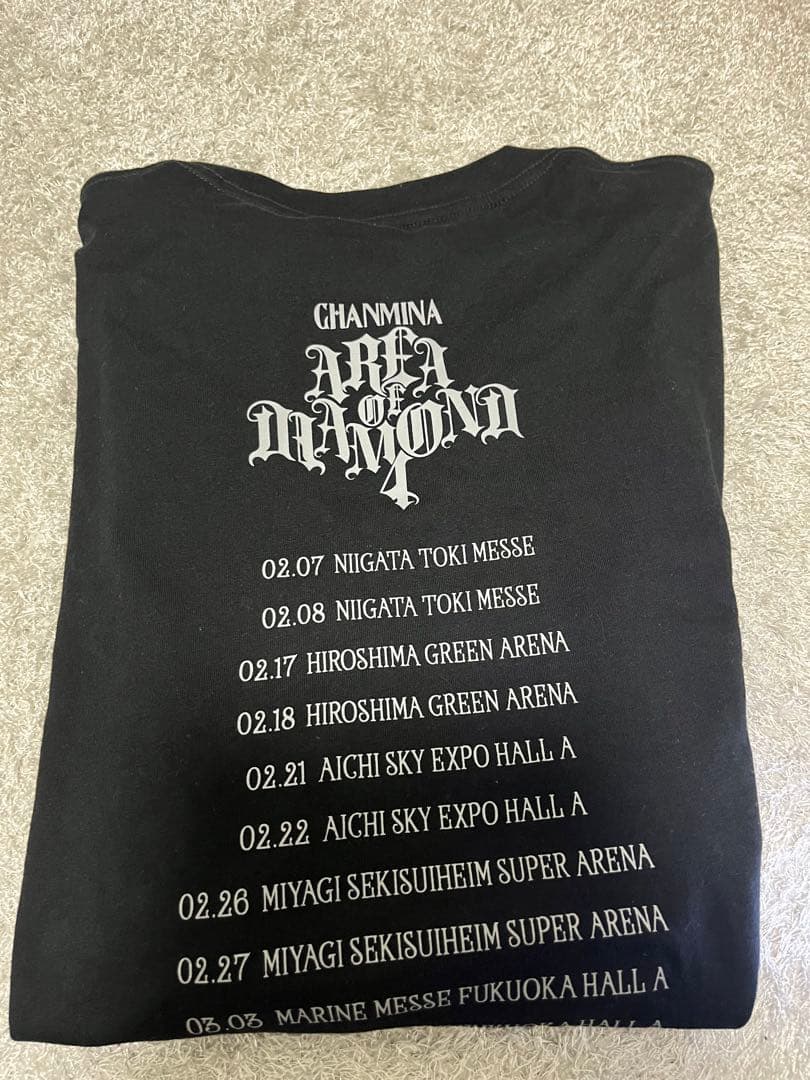 CHANMINA
AREA
OF
DIAMOND
4
02.07 NIIGATA TOKI MESSE
02.08 NIIGATA TOKI MESSE
02.17 HIROSHIMA GREEN ARENA
02.18 HIROSHIMA GREEN ARENA
02.21 AICHI SKY EXPO HALL A
02.22 AICHI SKY EXPO HALL A
02.26 MIYAGI SEKISUIHEIM SUPER ARENA
02.27 MIYAGI SEKISUIHEIM SUPER ARENA
03.03 MARINE MESSE FUKUOKA HALL A
HALL A